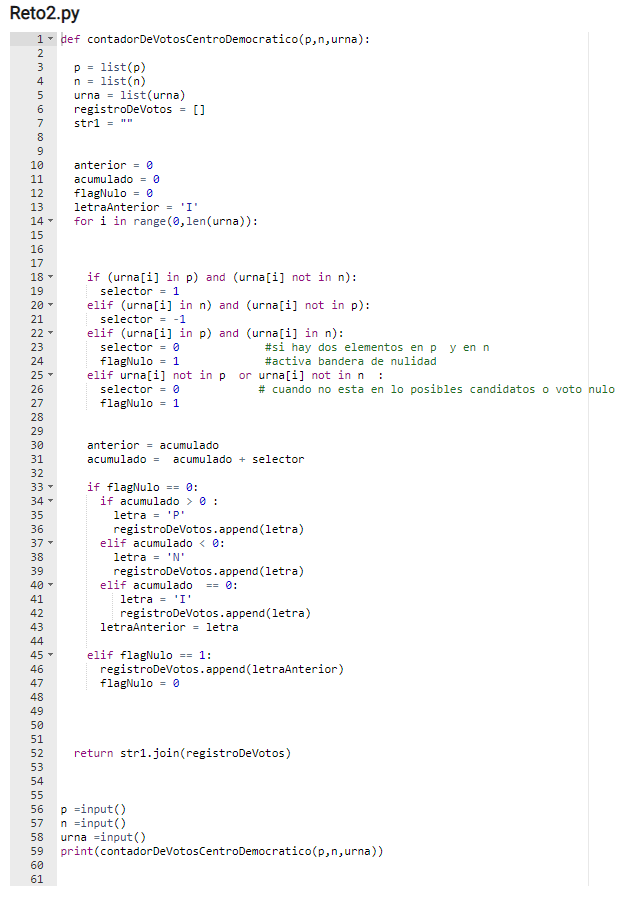 Reto2.py
1 def contadorDeVotosCentroDemocratico(p,n,urna):
2
3 p = list(p)
4 n = list(n)
5 urna = list(urna)
6 registroDeVotos = []
7 str1 = ""
8
9
10 anterior = 0
11 acumulado = 0
12 flagNulo = 0
13 letraAnterior = 'I'
14 for i in range(0,len(urna)):
15
16
17
18 if (urna[i] in p) and (urna[i] not in n):
19 selector = 1
20 elif (urna[i] in n) and (urna[i] not in p):
21 selector = -1
22 elif (urna[i] in p) and (urna[i] in n):
23 selector = 0 #si hay dos elementos en p y en n
24 flagNulo = 1 #activa bandera de nulidad
25 elif urna[i] not in p or urna[i] not in n :
26 selector = 0 # cuando no esta en lo posibles candidatos o voto nulo
27 flagNulo = 1
28
29
30 anterior = acumulado
31 acumulado = acumulado + selector
32
33 if flagNulo == 0:
34 if acumulado > 0 :
35 letra = 'P'
36 registroDeVotos.append(letra)
37 elif acumulado < 0:
38 letra = 'N'
39 registroDeVotos.append(letra)
40 elif acumulado == 0:
41 letra = 'I'
42 registroDeVotos.append(letra)
43 letraAnterior = letra
44
45 elif flagNulo == 1:
46 registroDeVotos.append(letraAnterior)
47 flagNulo = 0
48
49
50
51
52 return str1.join(registroDeVotos)
53
54
55
56 p =input()
57 n =input()
58 urna =input()
59 print(contadorDeVotosCentroDemocratico(p,n,urna))
60
61